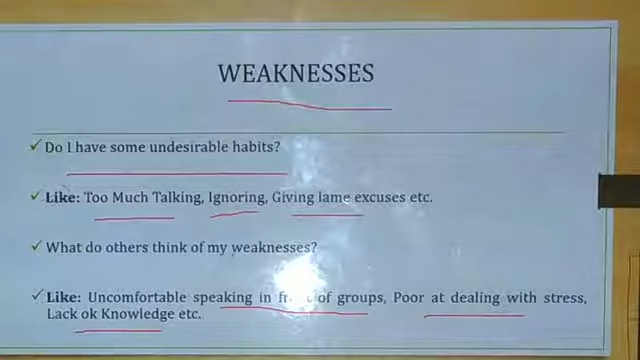 WEAKNESSES
✓ Do I have some undesirable habits?
✓ Like: Too Much Talking, Ignoring, Giving lame excuses etc.
✓ What do others think of my weaknesses?
✓ Like: Uncomfortable speaking in of groups, Poor at dealing with stress,
Lack ok Knowledge etc.